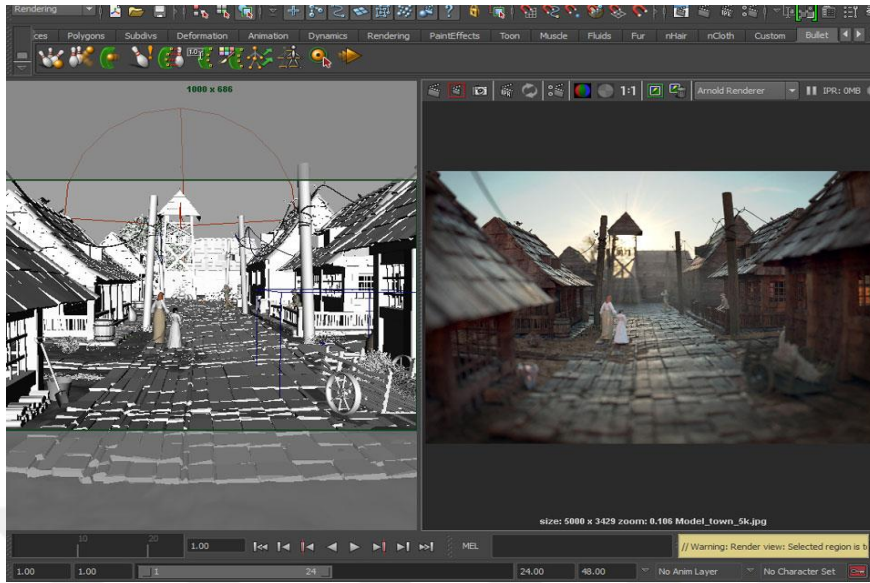 Rendering
ces Polygons Subdivs Deformation Animation Dynamics Rendering PaintEffects Toon Muscle Fluids Fur nHair nCloth Custom Bullet
1000 x 686
1:1 Arnold Renderer IPR: 0MB
size: 5000 x 3429 zoom: 0.106 Model_town_5k.jpg
10 20 1.00 MEL // Warning: Render view: Selected region is t
1.00 1.00 1 24 24.00 48.00 No Anim Layer No Character Set